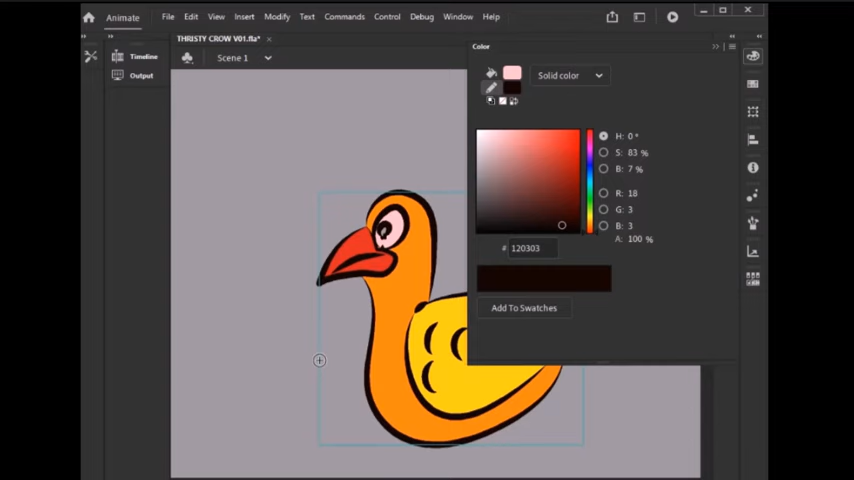 Animate File Edit View Insert Modify Text Commands Control Debug Window Help
THRISTY CROW V01.fla*
Timeline
Scene 1
Output
Color
Solid color
H: 0 °
S: 83 %
B: 7 %
R: 18
G: 3
B: 3
A: 100 %
# 120303
Add To Swatches